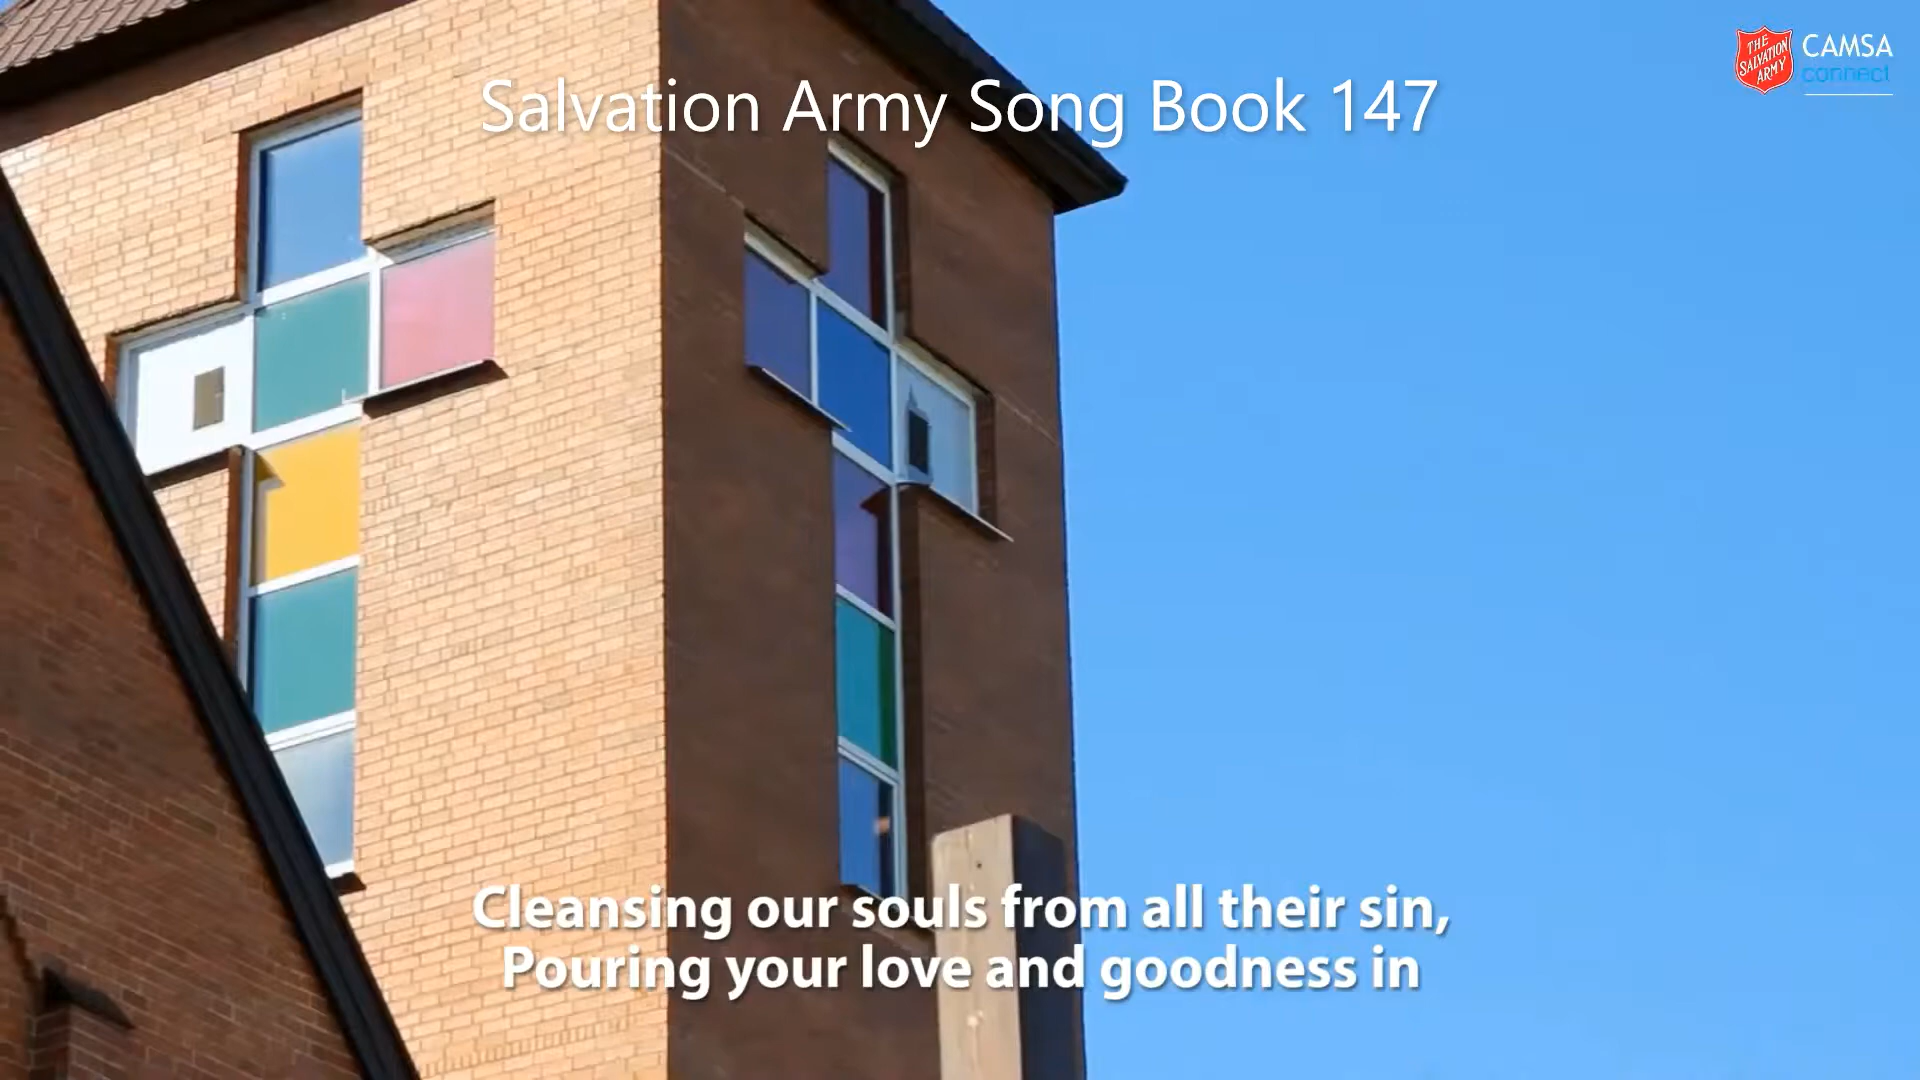 Salvation Army Song Book 147
THE
SALVATION
ARMY
CAMSA
connect
Cleansing our souls from all their sin,
Pouring your love and goodness in